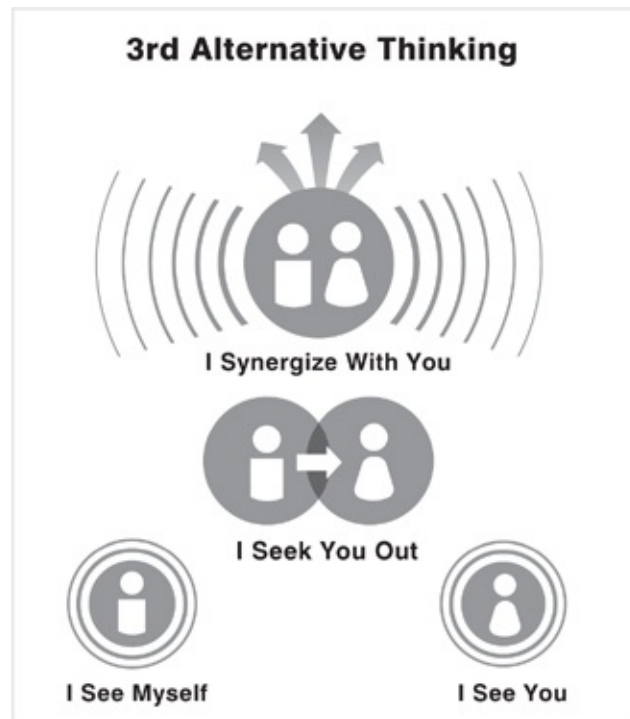 3rd Alternative Thinking
I Synergize With You
I Seek You Out
I See Myself
I See You